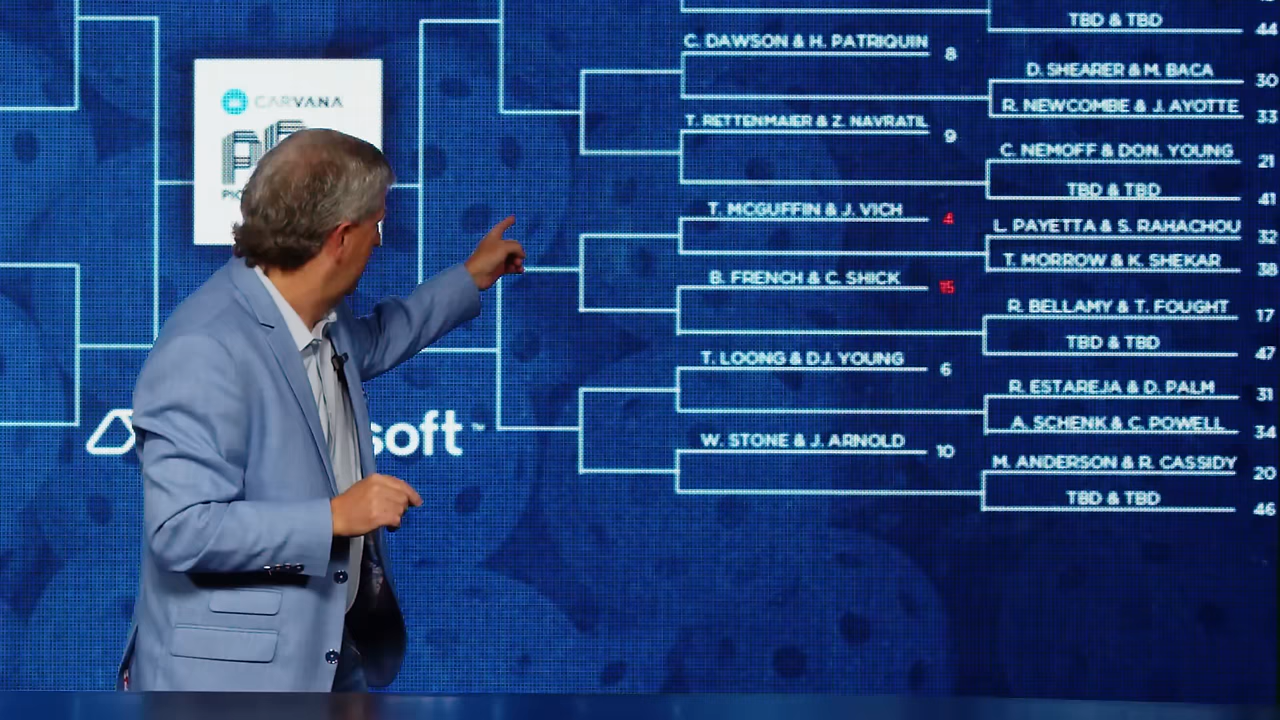 TBD & TBD
44
C. DAWSON & H. PATRIQUIN
8
D. SHEARER & M. BACA
30
R. NEWCOMBE & J. AYOTTE
33
T. RETTENMAIER & Z. NAVRATIL
9
C. NEMOFF & DON. YOUNG
21
TBD & TBD
41
T. MCGUFFIN & J. VICH
4
L. PAYETTA & S. RAHACHOU
32
T. MORROW & K. SHEKAR
38
B. FRENCH & C. SHICK
15
R. BELLAMY & T. FOUGHT
17
TBD & TBD
47
T. LOONG & DJ. YOUNG
6
R. ESTAREJA & D. PALM
31
A. SCHENK & C. POWELL
34
W. STONE & J. ARNOLD
10
M. ANDERSON & R. CASSIDY
20
TBD & TBD
46
CARVANA
soft™